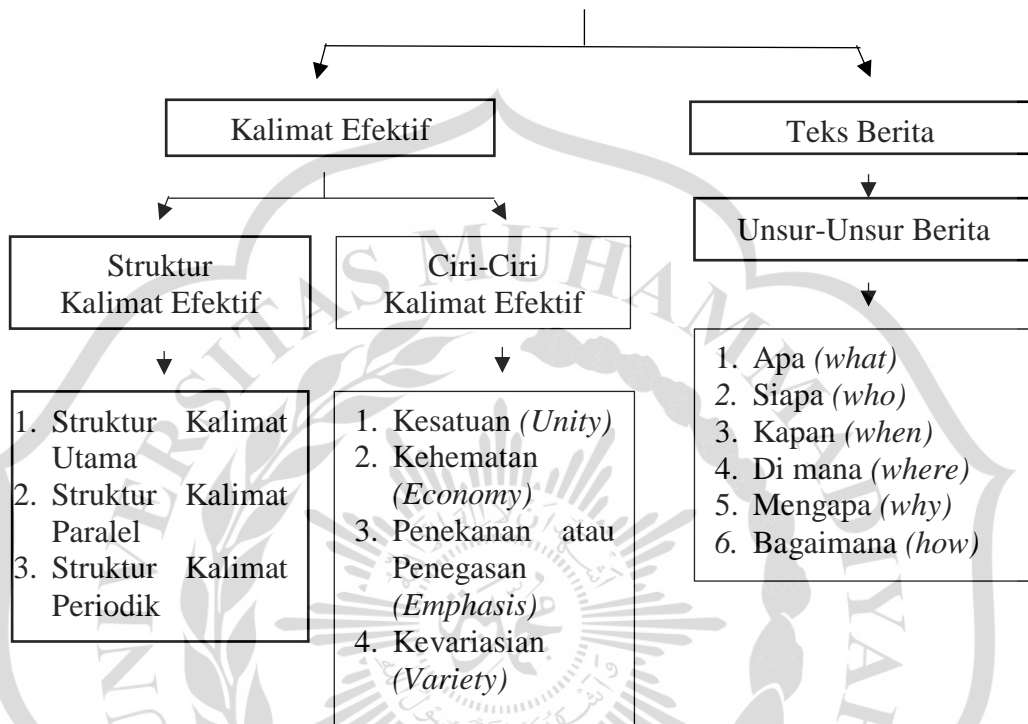 Kalimat Efektif
Teks Berita
Struktur
Kalimat Efektif
Ciri-Ciri
Kalimat Efektif
Unsur-Unsur Berita
1. Struktur Kalimat
Utama
2. Struktur Kalimat
Paralel
3. Struktur Kalimat
Periodik
1. Kesatuan (Unity)
2. Kehematan
(Economy)
3. Penekanan atau
Penegasan
(Emphasis)
4. Kevariasian
(Variety)
1. Apa (what)
2. Siapa (who)
3. Kapan (when)
4. Di mana (where)
5. Mengapa (why)
6. Bagaimana (how)
UNIVERSITAS MUHAMMADIYAH